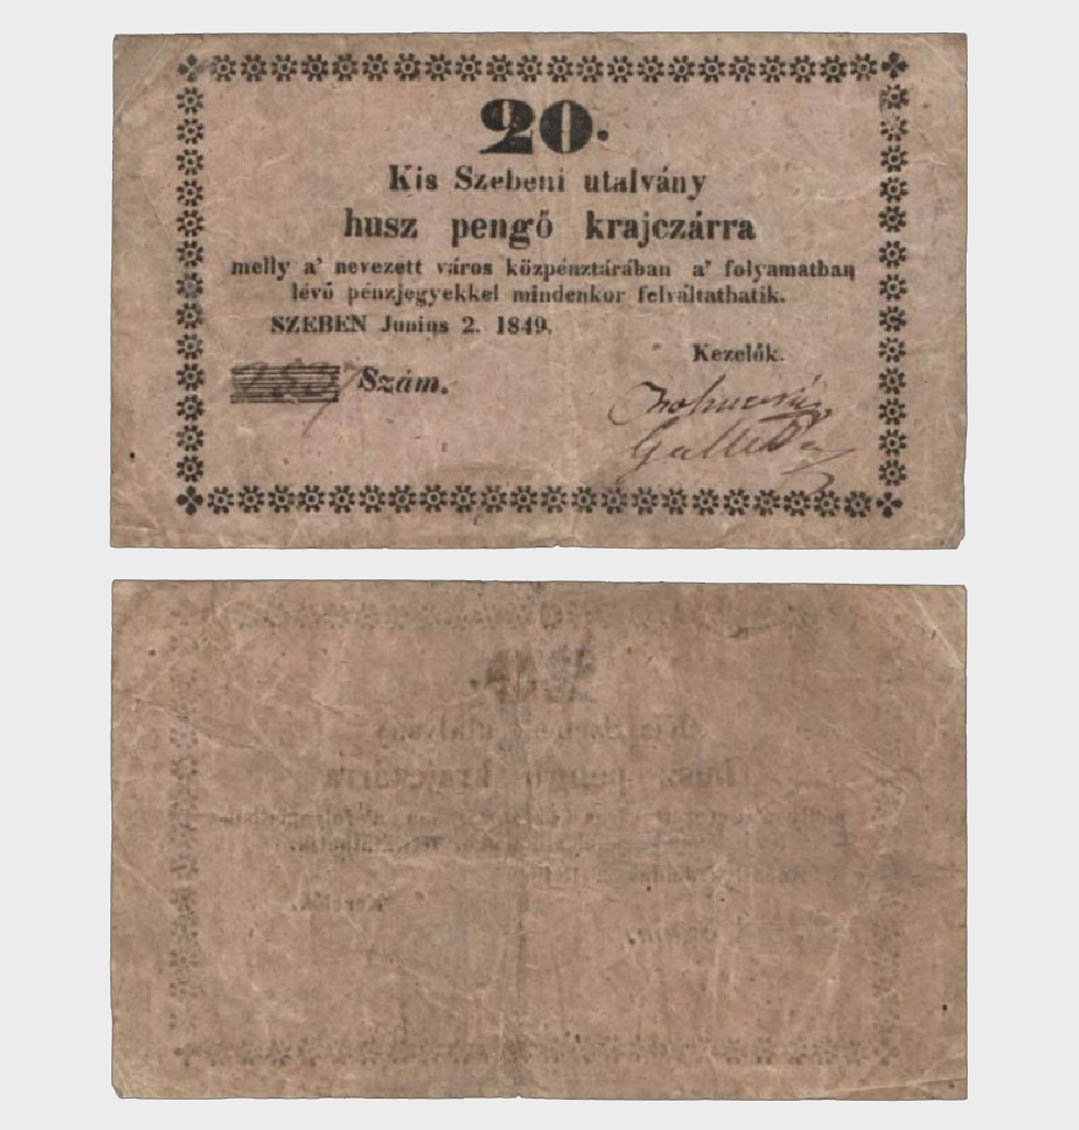 20.
Kis Szebeni utalvány
husz pengő krajczárra
melly a' nevezett város közpénztárában a' folyamatban
lévő pénzjegyekkel mindenkor felváltathatik.
SZEBEN Junius 2. 1849.
Kezelők.
Szám.